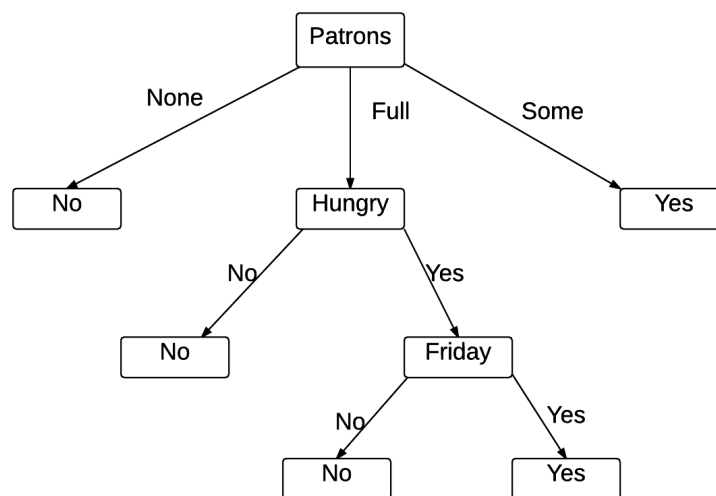 Patrons
None
Full
Some
No
Hungry
Yes
No
Yes
No
Friday
No
Yes
No
Yes